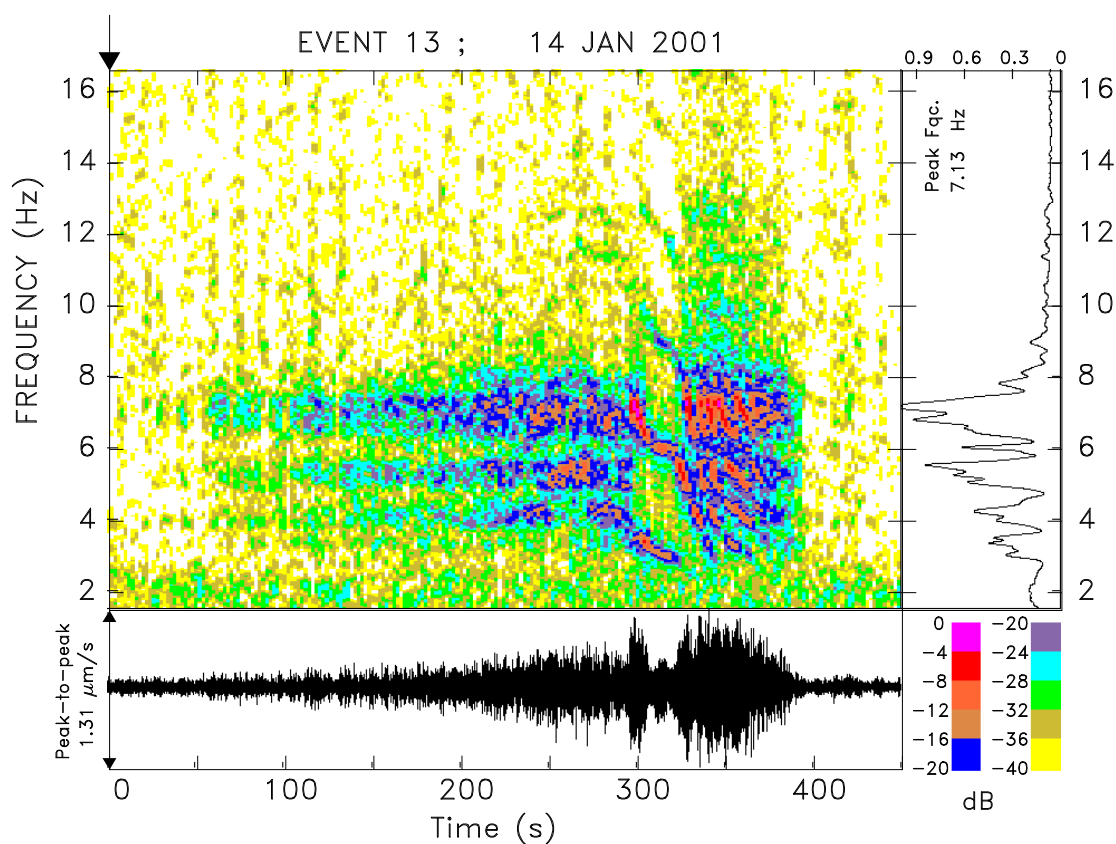 EVENT 13 ; 14 JAN 2001
0.9 0.6 0.3 0
Peak Fqc.
7.13 Hz
FREQUENCY (Hz)
16
14
12
10
8
6
4
2
16
14
12
10
8
6
4
2
Peak-to-peak
1.31 μm/s
0 100 200 300 400
Time (s)
0
-4
-8
-12
-16
-20
-20
-24
-28
-32
-36
-40
dB